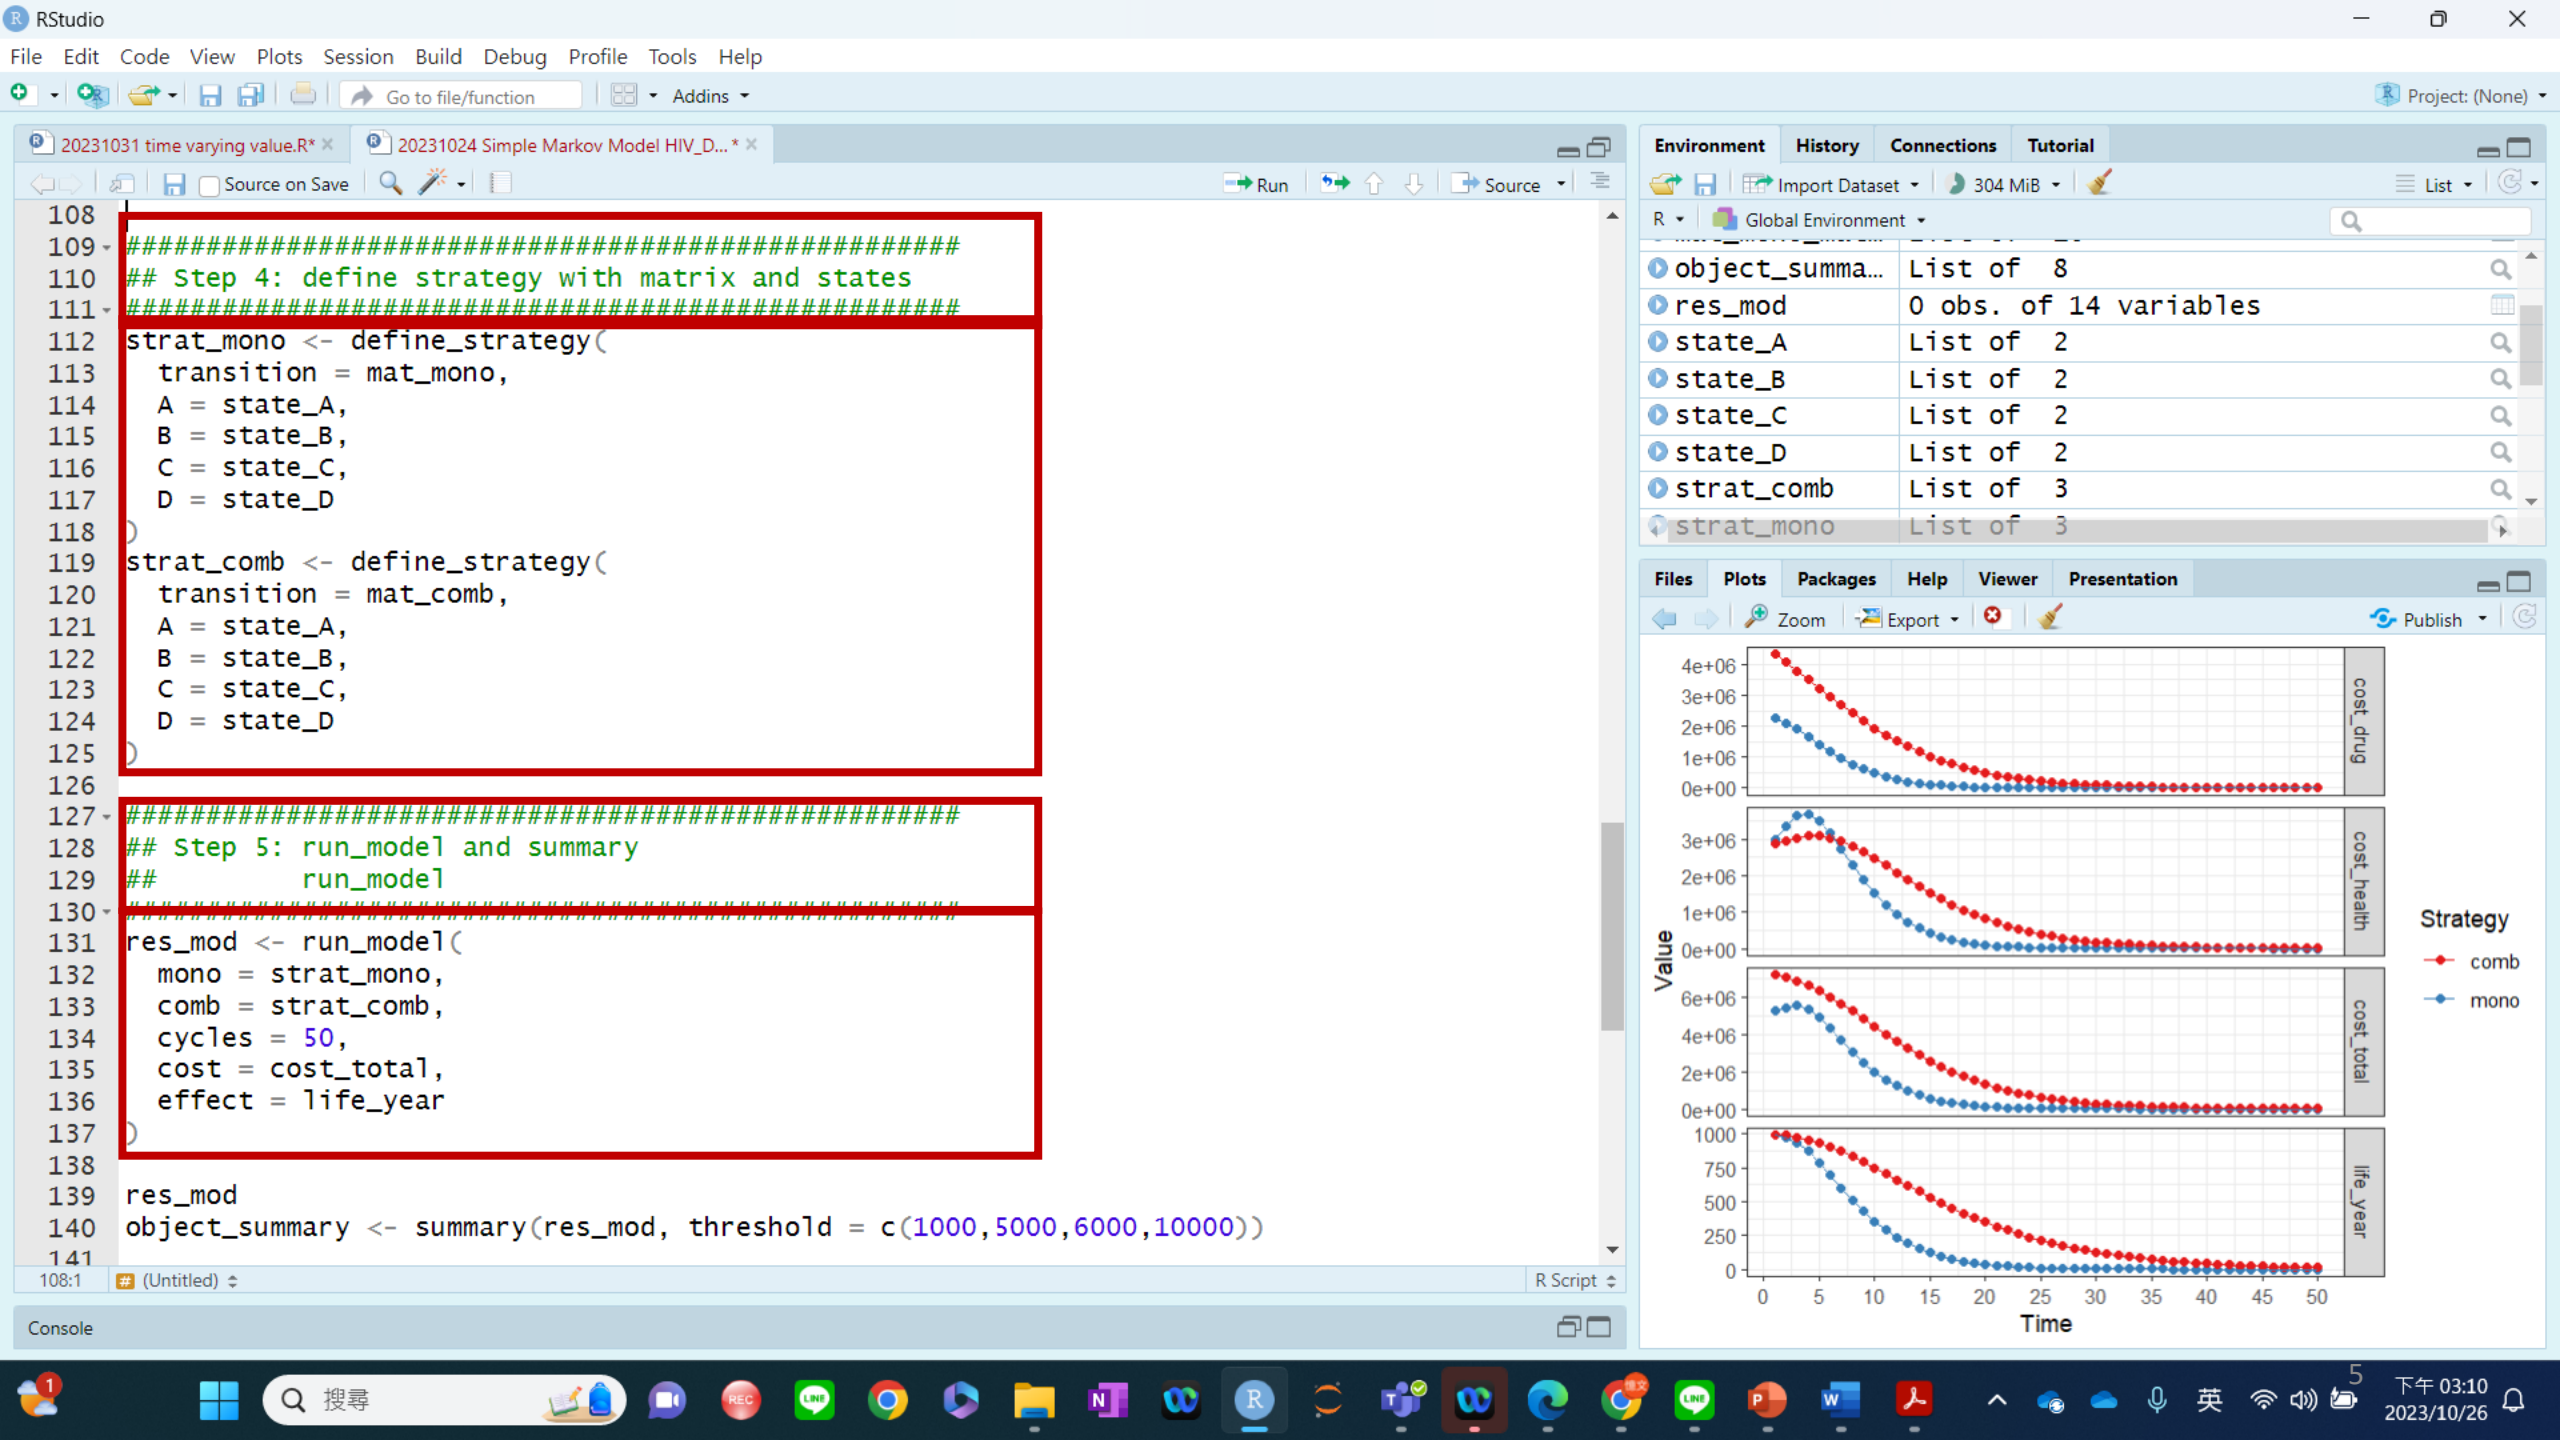 RStudio
File Edit Code View Plots Session Build Debug Profile Tools Help
Go to file/function Addins Project: (None)
20231031 time varying value.R* 20231024 Simple Markov Model HIV_D...*
Source on Save Run Source
108
109 ####################################################
110 ## Step 4: define strategy with matrix and states
111 ####################################################
112 strat_mono <- define_strategy(
113 transition = mat_mono,
114 A = state_A,
115 B = state_B,
116 C = state_C,
117 D = state_D
118 )
119 strat_comb <- define_strategy(
120 transition = mat_comb,
121 A = state_A,
122 B = state_B,
123 C = state_C,
124 D = state_D
125 )
126
127 ####################################################
128 ## Step 5: run_model and summary
129 ## run_model
130 ####################################################
131 res_mod <- run_model(
132 mono = strat_mono,
133 comb = strat_comb,
134 cycles = 50,
135 cost = cost_total,
136 effect = life_year
137 )
138
139 res_mod
140 object_summary <- summary(res_mod, threshold = c(1000,5000,6000,10000))
141
108:1 (Untitled) R Script
Console
Environment History Connections Tutorial
Import Dataset 304 MiB List
R Global Environment
object_summa... List of 8
res_mod 0 obs. of 14 variables
state_A List of 2
state_B List of 2
state_C List of 2
state_D List of 2
strat_comb List of 3
strat_mono List of 3
Files Plots Packages Help Viewer Presentation
Zoom Export Publish
4e+06
3e+06
2e+06
1e+06
0e+00
cost_drug
3e+06
2e+06
1e+06
0e+00
cost_health
6e+06
4e+06
2e+06
0e+00
cost_total
1000
750
500
250
0
life_year
Value
0 5 10 15 20 25 30 35 40 45 50
Time
Strategy
comb
mono
1
搜尋
REC
LINE
N
R
T
德文
LINE
P
W
英
5
下午 03:10
2023/10/26